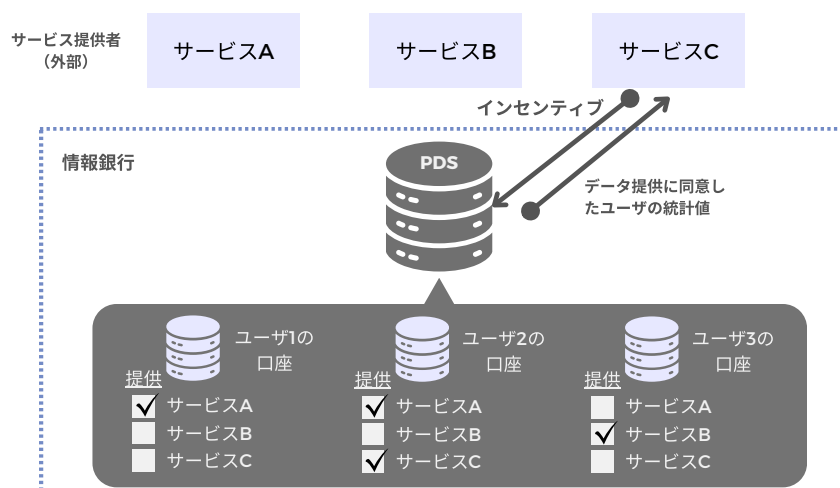 サービス提供者
（外部）
サービスA
サービスB
サービスC
インセンティブ
情報銀行
PDS
データ提供に同意し
たユーザの統計値
ユーザ1の
口座
提供
サービスA
サービスB
サービスC
ユーザ2の
口座
提供
サービスA
サービスB
サービスC
ユーザ3の
口座
提供
サービスA
サービスB
サービスC